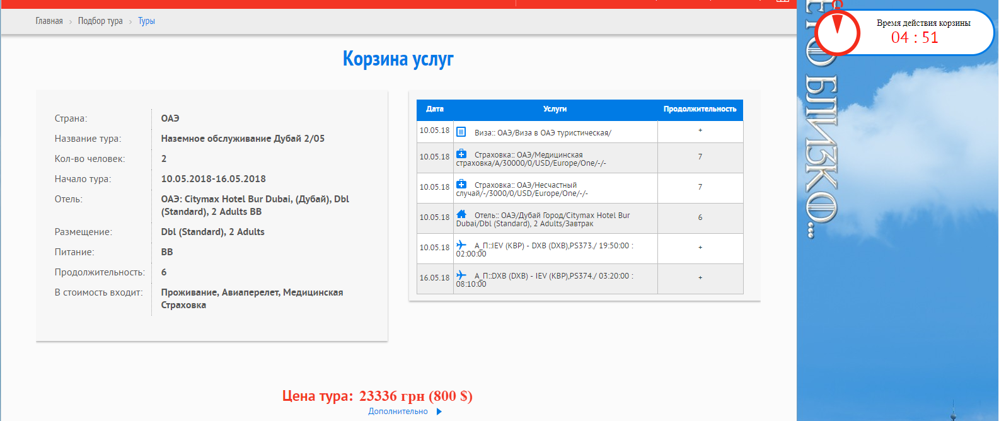 Главная › Подбор тура › Туры
Время действия корзины
04 : 51
Корзина услуг
Страна: ОАЭ
Название тура: Наземное обслуживание Дубай 2/05
Кол-во человек: 2
Начало тура: 10.05.2018-16.05.2018
Отель: ОАЭ: Citymax Hotel Bur Dubai, (Дубай), Dbl
(Standard), 2 Adults BB
Размещение: Dbl (Standard), 2 Adults
Питание: BB
Продолжительность: 6
В стоимость входит: Проживание, Авиаперелет, Медицинская
Страховка
Дата Услуги Продолжительность
10.05.18 Виза:: ОАЭ/Виза в ОАЭ туристическая/ +
10.05.18 Страховка:: ОАЭ/Медицинская
страховка/А/30000/0/USD/Europe/One/-/- 7
10.05.18 Страховка:: ОАЭ/Несчастный
случай/-/3000/0/USD/Europe/One/-/- 7
10.05.18 Отель:: ОАЭ/Дубай Город/Citymax Hotel Bur
Dubai/Dbl (Standard), 2 Adults/Завтрак 6
10.05.18 А_П::IEV (KBP) - DXB (DXB),PS373./ 19:50:00 :
02:00:00 +
16.05.18 А_П::DXB (DXB) - IEV (KBP),PS374./ 03:20:00 :
08:10:00 +
БЛИЗКО...
Цена тура: 23336 грн (800 $)
Дополнительно